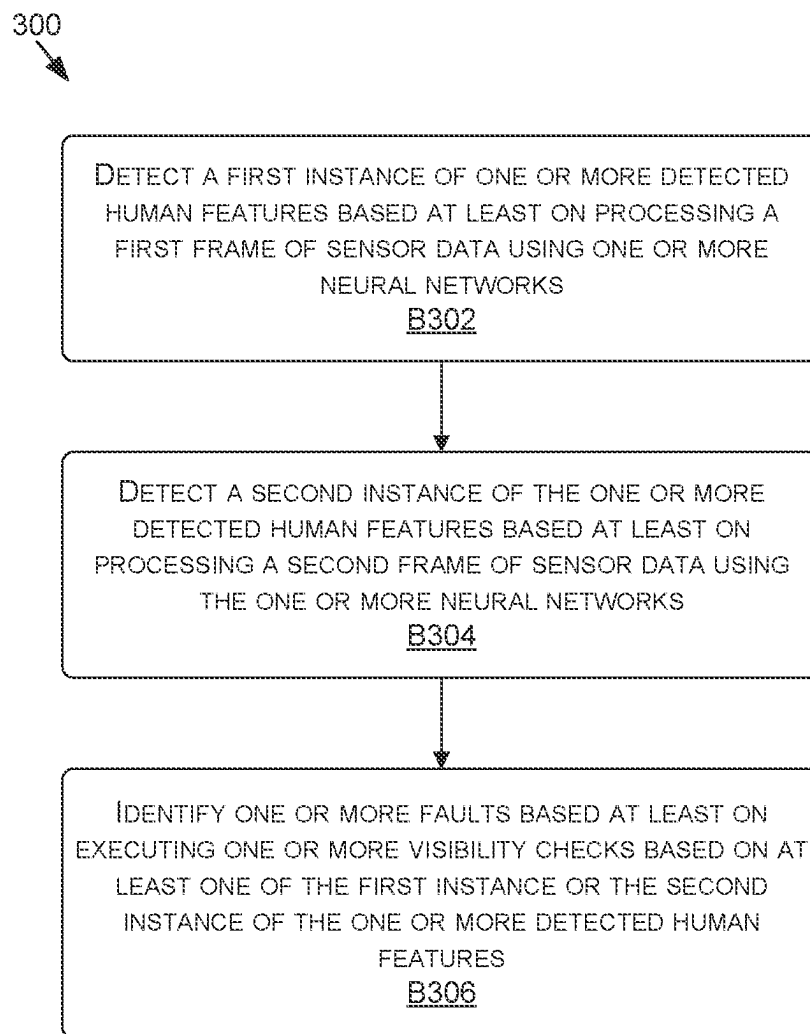 300
DETECT A FIRST INSTANCE OF ONE OR MORE DETECTED
HUMAN FEATURES BASED AT LEAST ON PROCESSING A
FIRST FRAME OF SENSOR DATA USING ONE OR MORE
NEURAL NETWORKS
B302
DETECT A SECOND INSTANCE OF THE ONE OR MORE
DETECTED HUMAN FEATURES BASED AT LEAST ON
PROCESSING A SECOND FRAME OF SENSOR DATA USING
THE ONE OR MORE NEURAL NETWORKS
B304
IDENTIFY ONE OR MORE FAULTS BASED AT LEAST ON
EXECUTING ONE OR MORE VISIBILITY CHECKS BASED ON AT
LEAST ONE OF THE FIRST INSTANCE OR THE SECOND
INSTANCE OF THE ONE OR MORE DETECTED HUMAN
FEATURES
B306